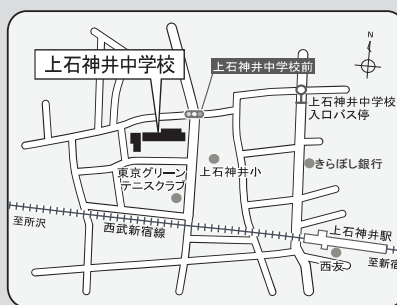 N
上石神井中学校
上石神井中学校前
上石神井中学校
入口バス停
東京グリーン
テニスクラブ
上石神井小
きらぼし銀行
至所沢
西武新宿線
上石神井駅
西友
至新宿